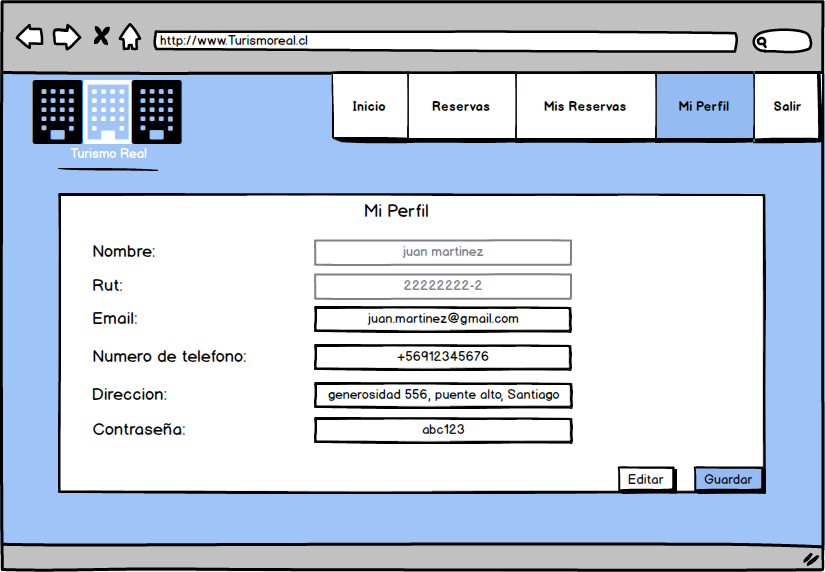 http://www.Turismoreal.cl
Inicio Reservas Mis Reservas Mi Perfil Salir
Turismo Real
Mi Perfil
Nombre: juan martinez
Rut: 22222222-2
Email: juan.martinez@gmail.com
Numero de telefono: +56912345676
Direccion: generosidad 556, puente alto, Santiago
Contraseña: abc123
Editar Guardar